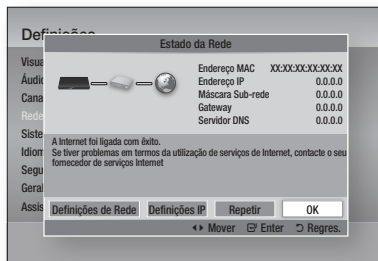 Definições
Estado da Rede
Visua
Áudio
Cana
Rede
Siste
Idiom
Segu
Geral
Assis
Endereço MAC XX:XX:XX:XX:XX:XX
Endereço IP 0.0.0.0
Máscara Sub-rede 0.0.0.0
Gateway 0.0.0.0
Servidor DNS 0.0.0.0
A Internet foi ligada com êxito.
Se tiver problemas em termos da utilização de serviços de Internet, contacte o seu
fornecedor de serviços Internet
Definições de Rede Definições IP Repetir OK
Mover Enter Regres.